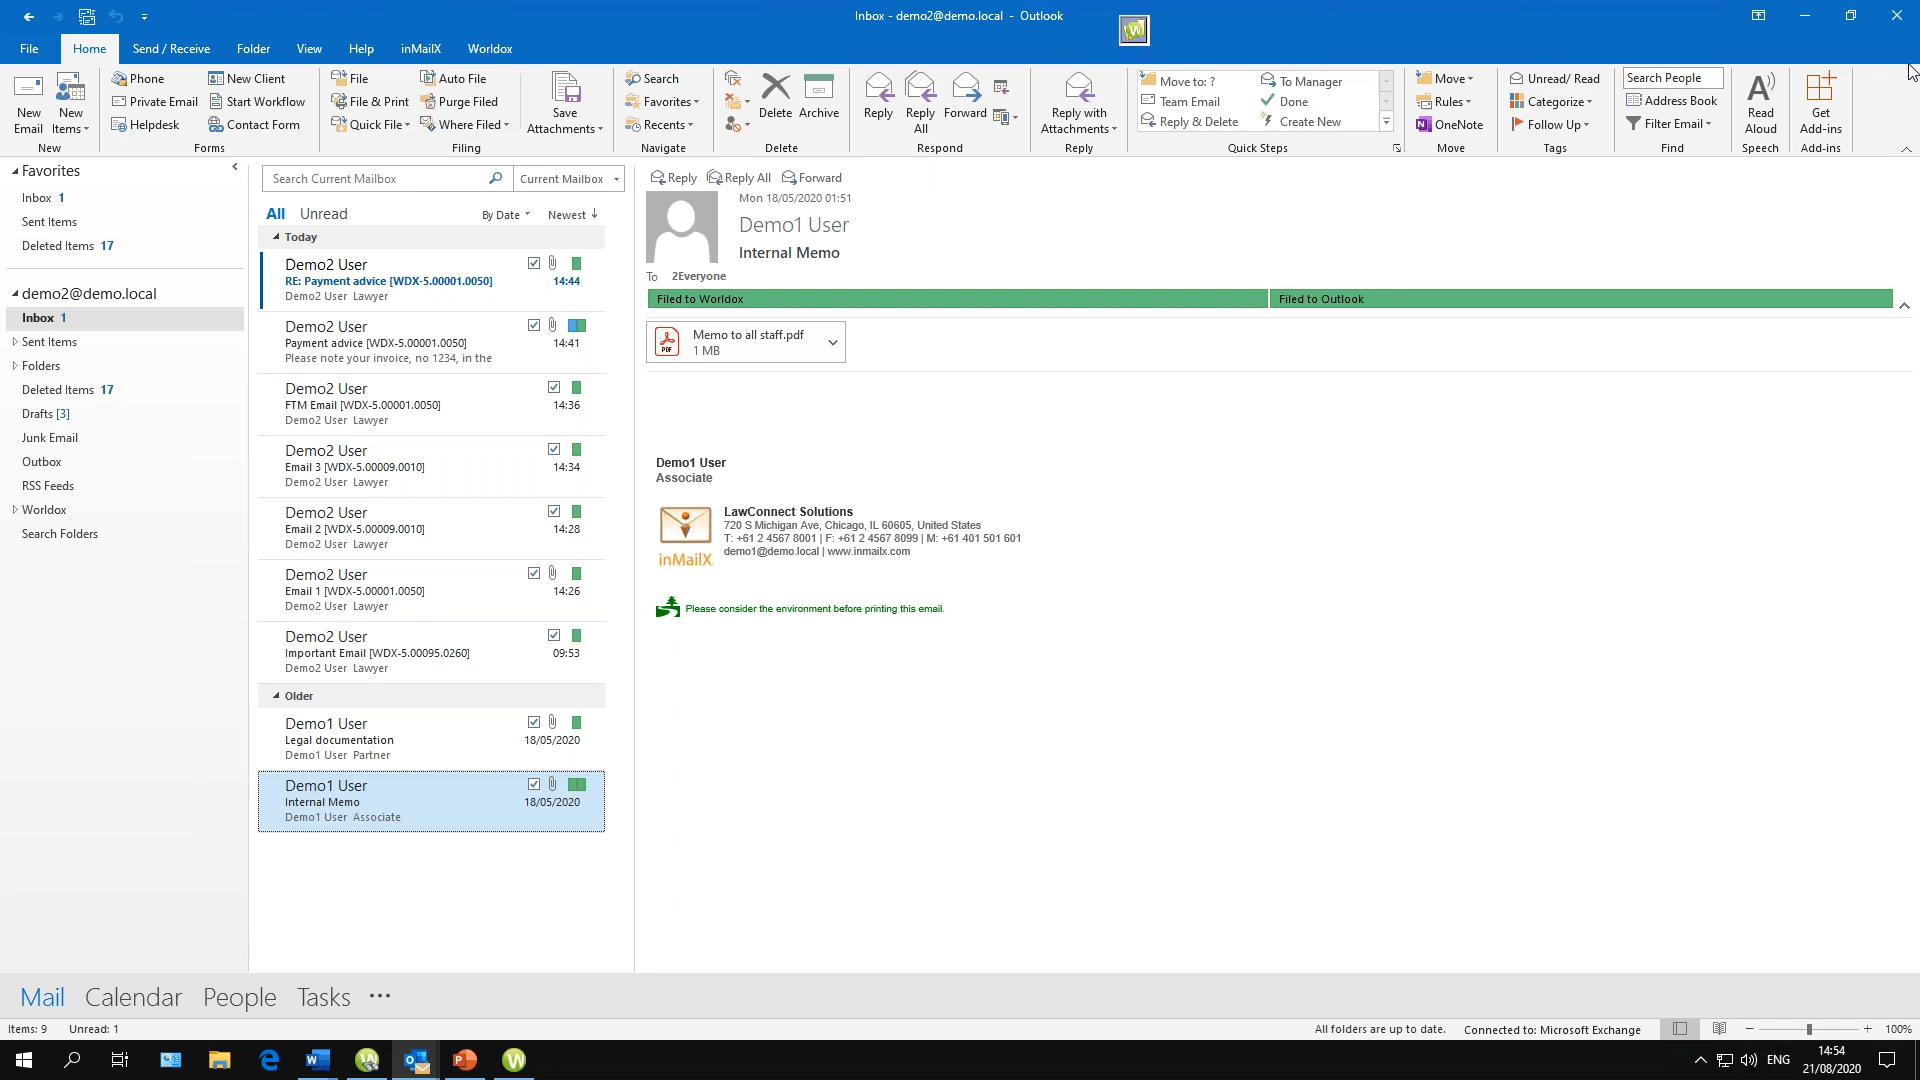 Inbox - demo2@demo.local - Outlook
File Home Send / Receive Folder View Help inMailX Worldox
New Email
New Items
New
Phone
Private Email
Helpdesk
New Client
Start Workflow
Contact Form
Forms
File
File & Print
Quick File
Auto File
Purge Filed
Where Filed
Save Attachments
Filing
Search
Favorites
Recents
Navigate
Delete
Archive
Delete
Reply
Reply All
Forward
Respond
Reply with Attachments
Reply
Move to: ?
Team Email
Reply & Delete
To Manager
Done
Create New
Quick Steps
Move
Rules
OneNote
Move
Unread/ Read
Categorize
Follow Up
Tags
Search People
Address Book
Filter Email
Find
Read Aloud
Speech
Get Add-ins
Add-ins
Favorites
Inbox 1
Sent Items
Deleted Items 17
demo2@demo.local
Inbox 1
Sent Items
Folders
Deleted Items 17
Drafts [3]
Junk Email
Outbox
RSS Feeds
Worldox
Search Folders
Search Current Mailbox
Current Mailbox
All Unread
By Date Newest ↓
Today
Demo2 User
RE: Payment advice [WDX-5.00001.0050] 14:44
Demo2 User Lawyer
Demo2 User
Payment advice [WDX-5.00001.0050] 14:41
Please note your invoice, no 1234, in the
Demo2 User
FTM Email [WDX-5.00001.0050] 14:36
Demo2 User Lawyer
Demo2 User
Email 3 [WDX-5.00009.0010] 14:34
Demo2 User Lawyer
Demo2 User
Email 2 [WDX-5.00009.0010] 14:28
Demo2 User Lawyer
Demo2 User
Email 1 [WDX-5.00001.0050] 14:26
Demo2 User Lawyer
Demo2 User
Important Email [WDX-5.00095.0260] 09:53
Demo2 User Lawyer
Older
Demo1 User
Legal documentation 18/05/2020
Demo1 User Partner
Demo1 User
Internal Memo 18/05/2020
Demo1 User Associate
Reply Reply All Forward
Mon 18/05/2020 01:51
Demo1 User
Internal Memo
To 2Everyone
Filed to Worldox Filed to Outlook
PDF
Memo to all staff.pdf
1 MB
Demo1 User
Associate
inMailX
LawConnect Solutions
720 S Michigan Ave, Chicago, IL 60605, United States
T: +61 2 4567 8001 | F: +61 2 4567 8099 | M: +61 401 501 601
demo1@demo.local | www.inmailx.com
Please consider the environment before printing this email.
Mail Calendar People Tasks •••
Items: 9 Unread: 1
All folders are up to date. Connected to: Microsoft Exchange 100%
ENG
14:54
21/08/2020